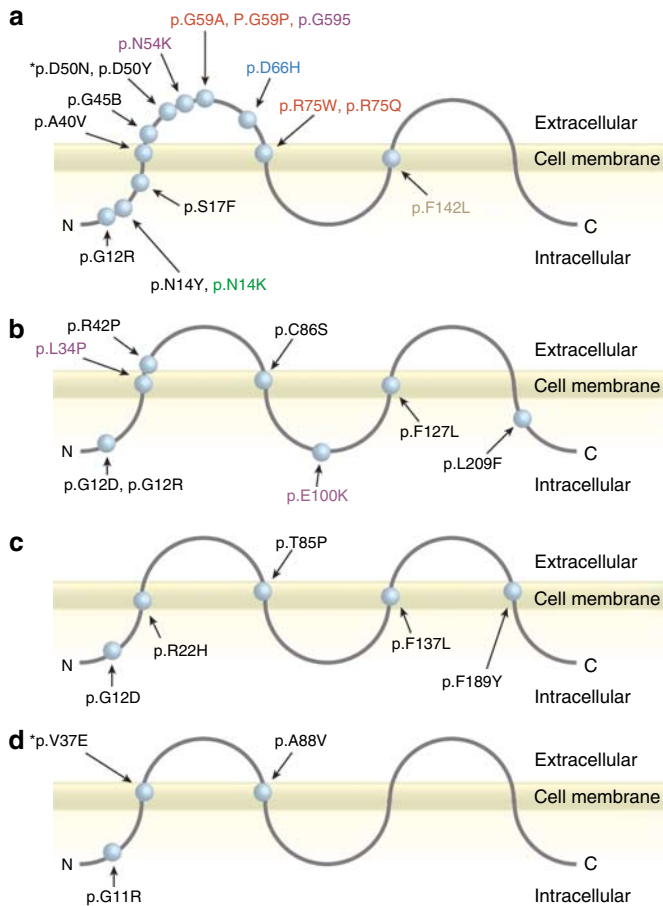 a
p.G59A, P.G59P, p.G595
p.N54K
*p.D50N, p.D50Y
p.D66H
p.G45B
p.R75W, p.R75Q
p.A40V
Extracellular
Cell membrane
p.S17F
p.F142L
N
C
p.G12R
Intracellular
p.N14Y, p.N14K
b
p.R42P
p.C86S
p.L34P
Extracellular
Cell membrane
p.F127L
N
C
p.L209F
p.G12D, p.G12R
p.E100K
Intracellular
c
p.T85P
Extracellular
Cell membrane
p.R22H
p.F137L
N
C
p.F189Y
p.G12D
Intracellular
d
*p.V37E
p.A88V
Extracellular
Cell membrane
N
C
p.G11R
Intracellular